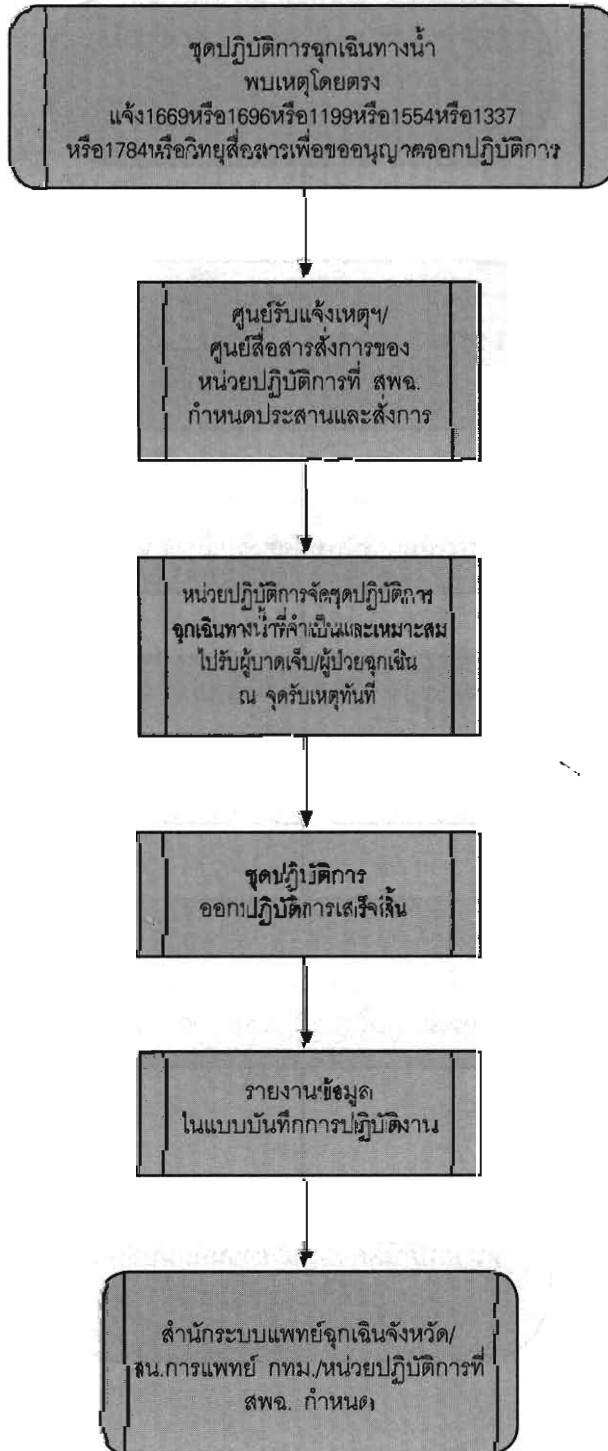 ชุดปฏิบัติการฉุกเฉินทางน้ำ
พบเหตุโดยตรง
แจ้ง1669หรือ1696หรือ1199หรือ1554หรือ1337
หรือ1784หรือวิทยุสื่อสารเพื่อขออนุญาตออกปฏิบัติการ
ศูนย์รับแจ้งเหตุฯ/
ศูนย์สื่อสารสั่งการของ
หน่วยปฏิบัติการที่ สพฉ.
กำหนดประสานและสั่งการ
หน่วยปฏิบัติการจัดชุดปฏิบัติการ
ฉุกเฉินทางน้ำที่จำเป็นและเหมาะสม
ไปรับผู้บาดเจ็บ/ผู้ป่วยฉุกเฉิน
ณ จุดรับเหตุทันที
ชุดปฏิบัติการ
ออกปฏิบัติการเสร็จสิ้น
รายงานข้อมูล
ในแบบบันทึกการปฏิบัติงาน
สำนักระบบแพทย์ฉุกเฉินจังหวัด/
สน.การแพทย์ กทม./หน่วยปฏิบัติการที่
สพฉ. กำหนด